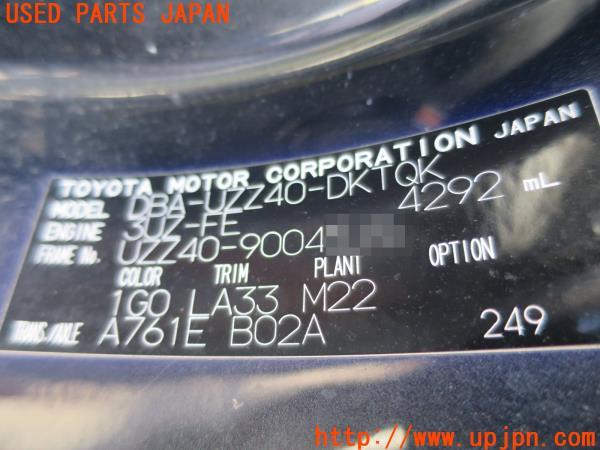 USED PARTS JAPAN
TOYOTA MOTOR CORPORATION JAPAN
MODEL DBA-UZZ40-DKTQK
ENGINE 3UZ-FE 4292 mL
FRAME No. UZZ40-9004
COLOR TRIM PLANT OPTION
1G0 LA33 M22
TRANS./AXLE A761E B02A 249
UPJ
http://www.upjpn.com